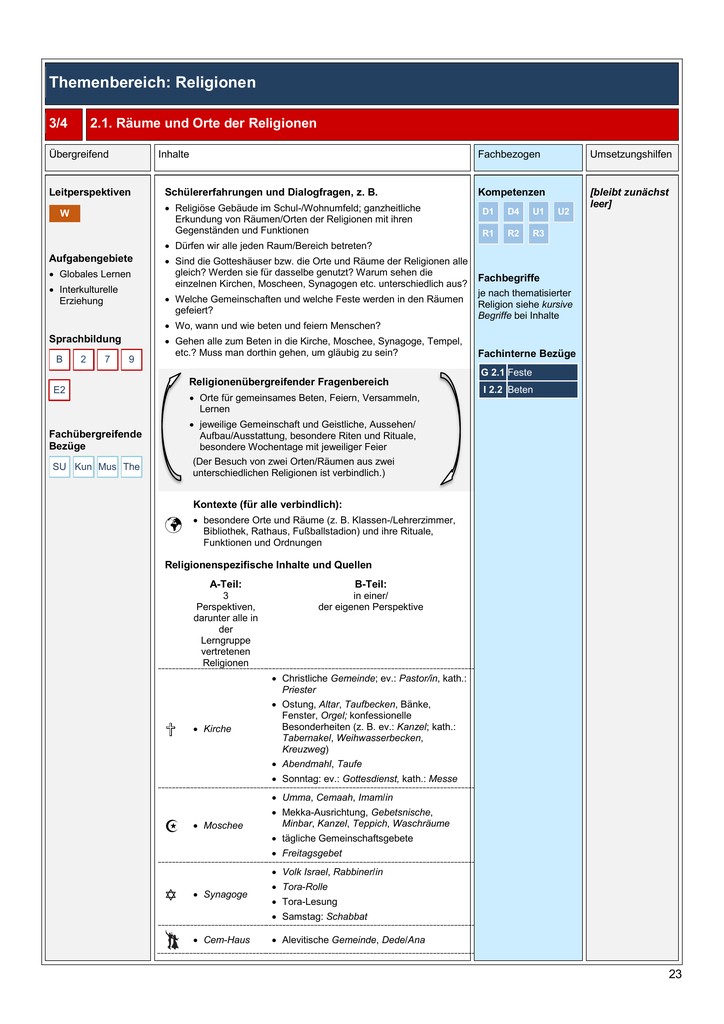 Themenbereich: Religionen
3/4 2.1. Räume und Orte der Religionen
Übergreifend
Inhalte
Fachbezogen
Umsetzungshilfen
Leitperspektiven
W
Aufgabengebiete
• Globales Lernen
• Interkulturelle
Erziehung
Sprachbildung
B 2 7 9
E2
Fachübergreifende
Bezüge
SU Kun Mus The
Schülererfahrungen und Dialogfragen, z. B.
• Religiöse Gebäude im Schul-/Wohnumfeld; ganzheitliche
Erkundung von Räumen/Orten der Religionen mit ihren
Gegenständen und Funktionen
• Dürfen wir alle jeden Raum/Bereich betreten?
• Sind die Gotteshäuser bzw. die Orte und Räume der Religionen alle
gleich? Werden sie für dasselbe genutzt? Warum sehen die
einzelnen Kirchen, Moscheen, Synagogen etc. unterschiedlich aus?
• Welche Gemeinschaften und welche Feste werden in den Räumen
gefeiert?
• Wo, wann und wie beten und feiern Menschen?
• Gehen alle zum Beten in die Kirche, Moschee, Synagoge, Tempel,
etc.? Muss man dorthin gehen, um gläubig zu sein?
Religionenübergreifender Fragenbereich
• Orte für gemeinsames Beten, Feiern, Versammeln,
Lernen
• jeweilige Gemeinschaft und Geistliche, Aussehen/
Aufbau/Ausstattung, besondere Riten und Rituale,
besondere Wochentage mit jeweiliger Feier
(Der Besuch von zwei Orten/Räumen aus zwei
unterschiedlichen Religionen ist verbindlich.)
Kontexte (für alle verbindlich):
• besondere Orte und Räume (z. B. Klassen-/Lehrerzimmer,
Bibliothek, Rathaus, Fußballstadion) und ihre Rituale,
Funktionen und Ordnungen
Religionenspezifische Inhalte und Quellen
A-Teil:
3
Perspektiven,
darunter alle in
der
Lerngruppe
vertretenen
Religionen
B-Teil:
in einer/
der eigenen Perspektive
• Kirche
• Christliche Gemeinde; ev.: Pastor/in, kath.:
Priester
• Ostung, Altar, Taufbecken, Bänke,
Fenster, Orgel; konfessionelle
Besonderheiten (z. B. ev.: Kanzel; kath.:
Tabernakel, Weihwasserbecken,
Kreuzweg)
• Abendmahl, Taufe
• Sonntag: ev.: Gottesdienst, kath.: Messe
• Moschee
• Umma, Cemaah, Imam/in
• Mekka-Ausrichtung, Gebetsnische,
Minbar, Kanzel, Teppich, Waschräume
• tägliche Gemeinschaftsgebete
• Freitagsgebet
• Synagoge
• Volk Israel, Rabbiner/in
• Tora-Rolle
• Tora-Lesung
• Samstag: Schabbat
• Cem-Haus
• Alevitische Gemeinde, Dede/Ana
Kompetenzen
D1 D4 U1 U2
R1 R2 R3
Fachbegriffe
je nach thematisierter
Religion siehe kursive
Begriffe bei Inhalte
Fachinterne Bezüge
G 2.1 Feste
I 2.2 Beten
[bleibt zunächst
leer]
23